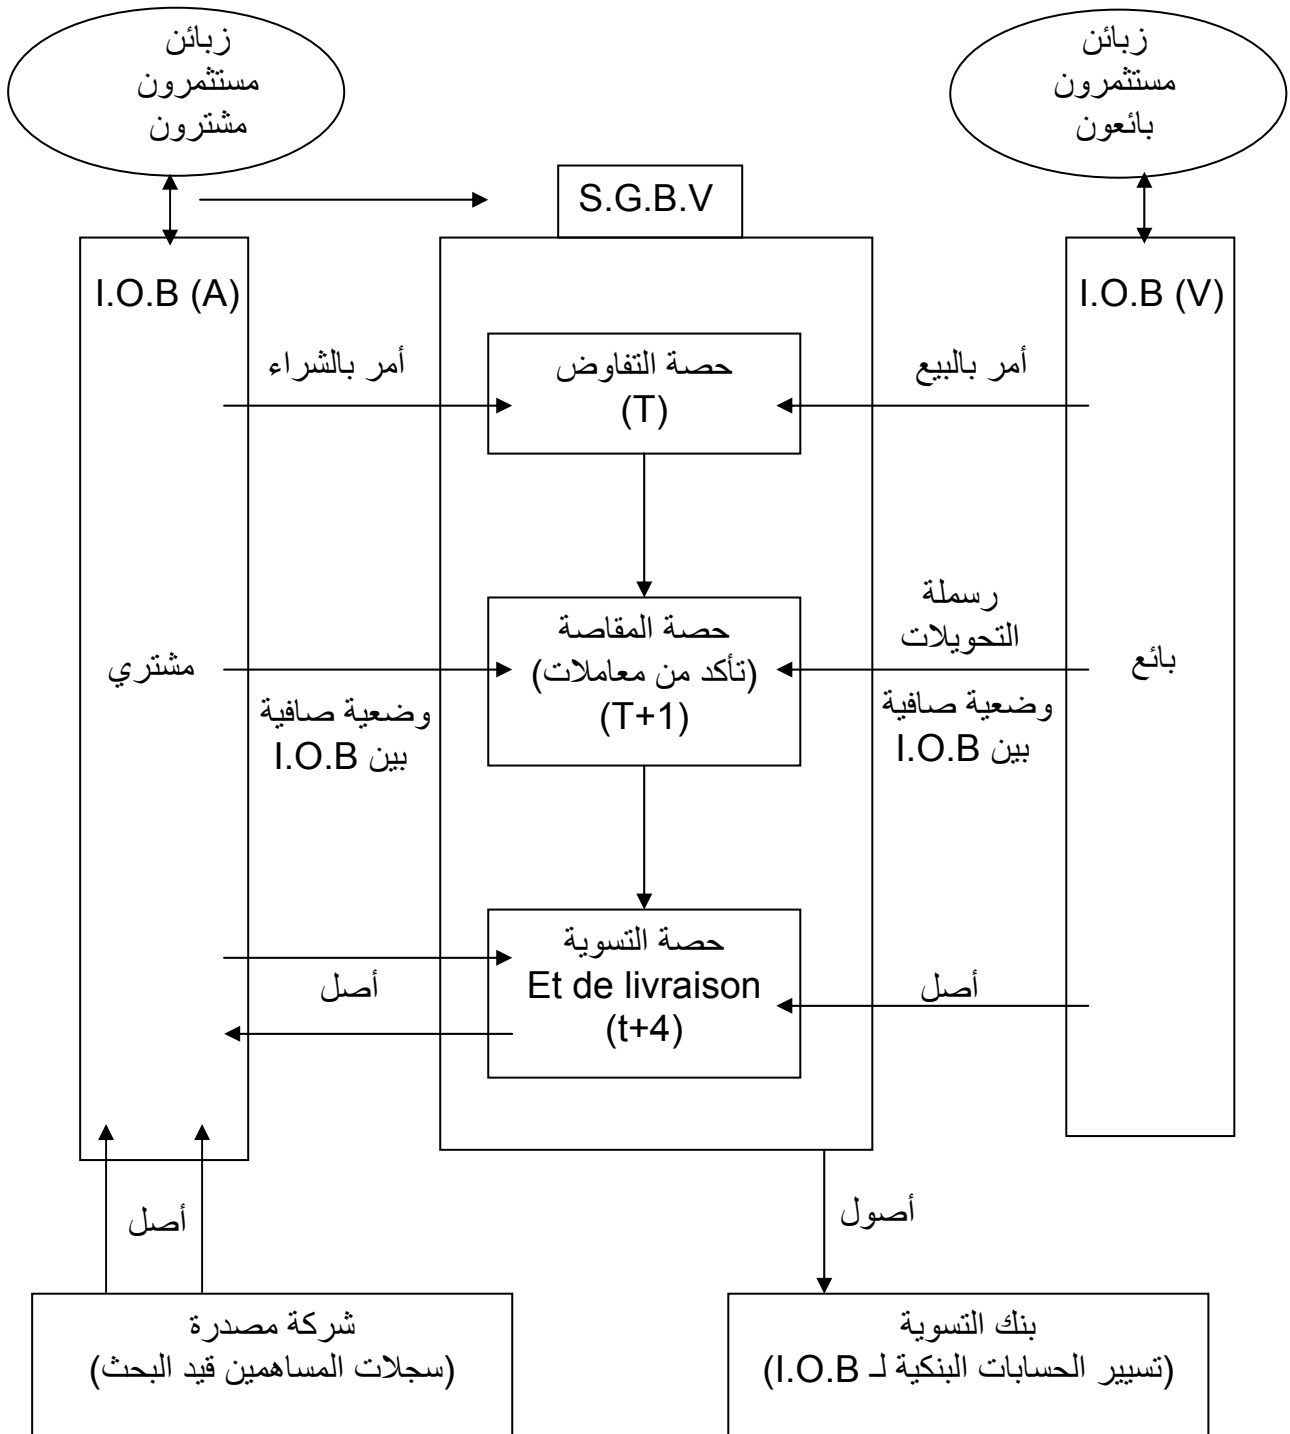 زبائن
مستثمرون
مشترون
زبائن
مستثمرون
بائعون
S.G.B.V
I.O.B (A)
I.O.B (V)
أمر بالشراء
حصة التفاوض
(T)
أمر بالبيع
مشتري
وضعية صافية
بين I.O.B
حصة المقاصة
(تأكد من معاملات)
(T+1)
رسملة
التحويلات
وضعية صافية
بين I.O.B
بائع
أصل
حصة التسوية
Et de livraison
(t+4)
أصل
أصل
أصول
شركة مصدرة
(سجلات المساهمين قيد البحث)
بنك التسوية
(تسيير الحسابات البنكية لـ I.O.B)